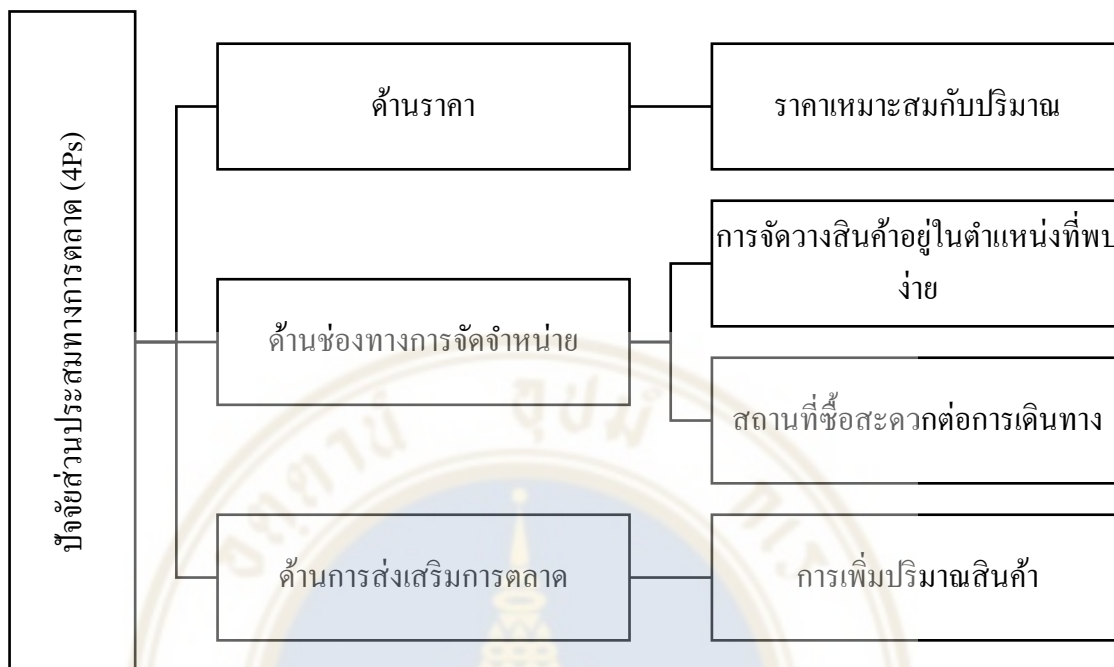 ปัจจัยส่วนประสมทางการตลาด (4Ps)
ด้านราคา
ราคาเหมาะสมกับปริมาณ
ด้านช่องทางการจัดจำหน่าย
การจัดวางสินค้าอยู่ในตำแหน่งที่พบ
ง่าย
สถานที่ซื้อสะดวกต่อการเดินทาง
ด้านการส่งเสริมการตลาด
การเพิ่มปริมาณสินค้า